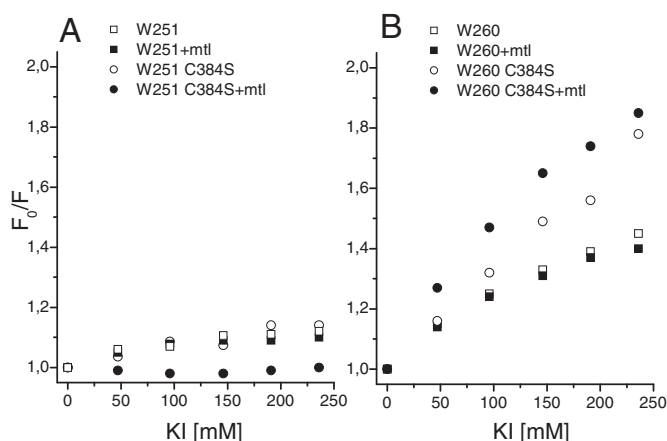 A
W251
W251+mtl
W251 C384S
W251 C384S+mtl
B
W260
W260+mtl
W260 C384S
W260 C384S+mtl
2,0
1,8
1,6
1,4
1,2
1,0
F0/F
0 50 100 150 200 250
KI [mM]
2,0
1,8
1,6
1,4
1,2
1,0
0 50 100 150 200 250
KI [mM]